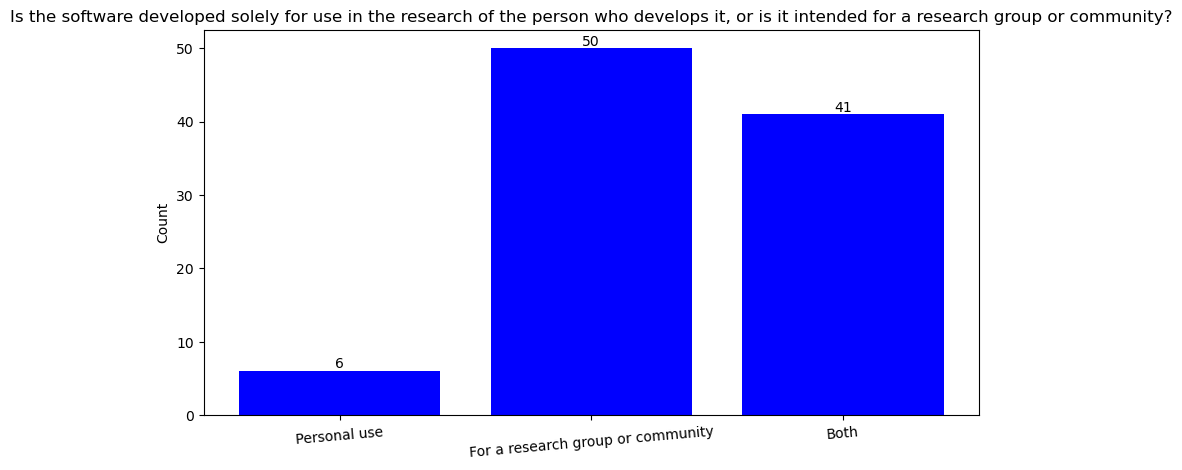 Is the software developed solely for use in the research of the person who develops it, or is it intended for a research group or community?
50
41
6
Count
50
40
30
20
10
0
Personal use
For a research group or community
Both